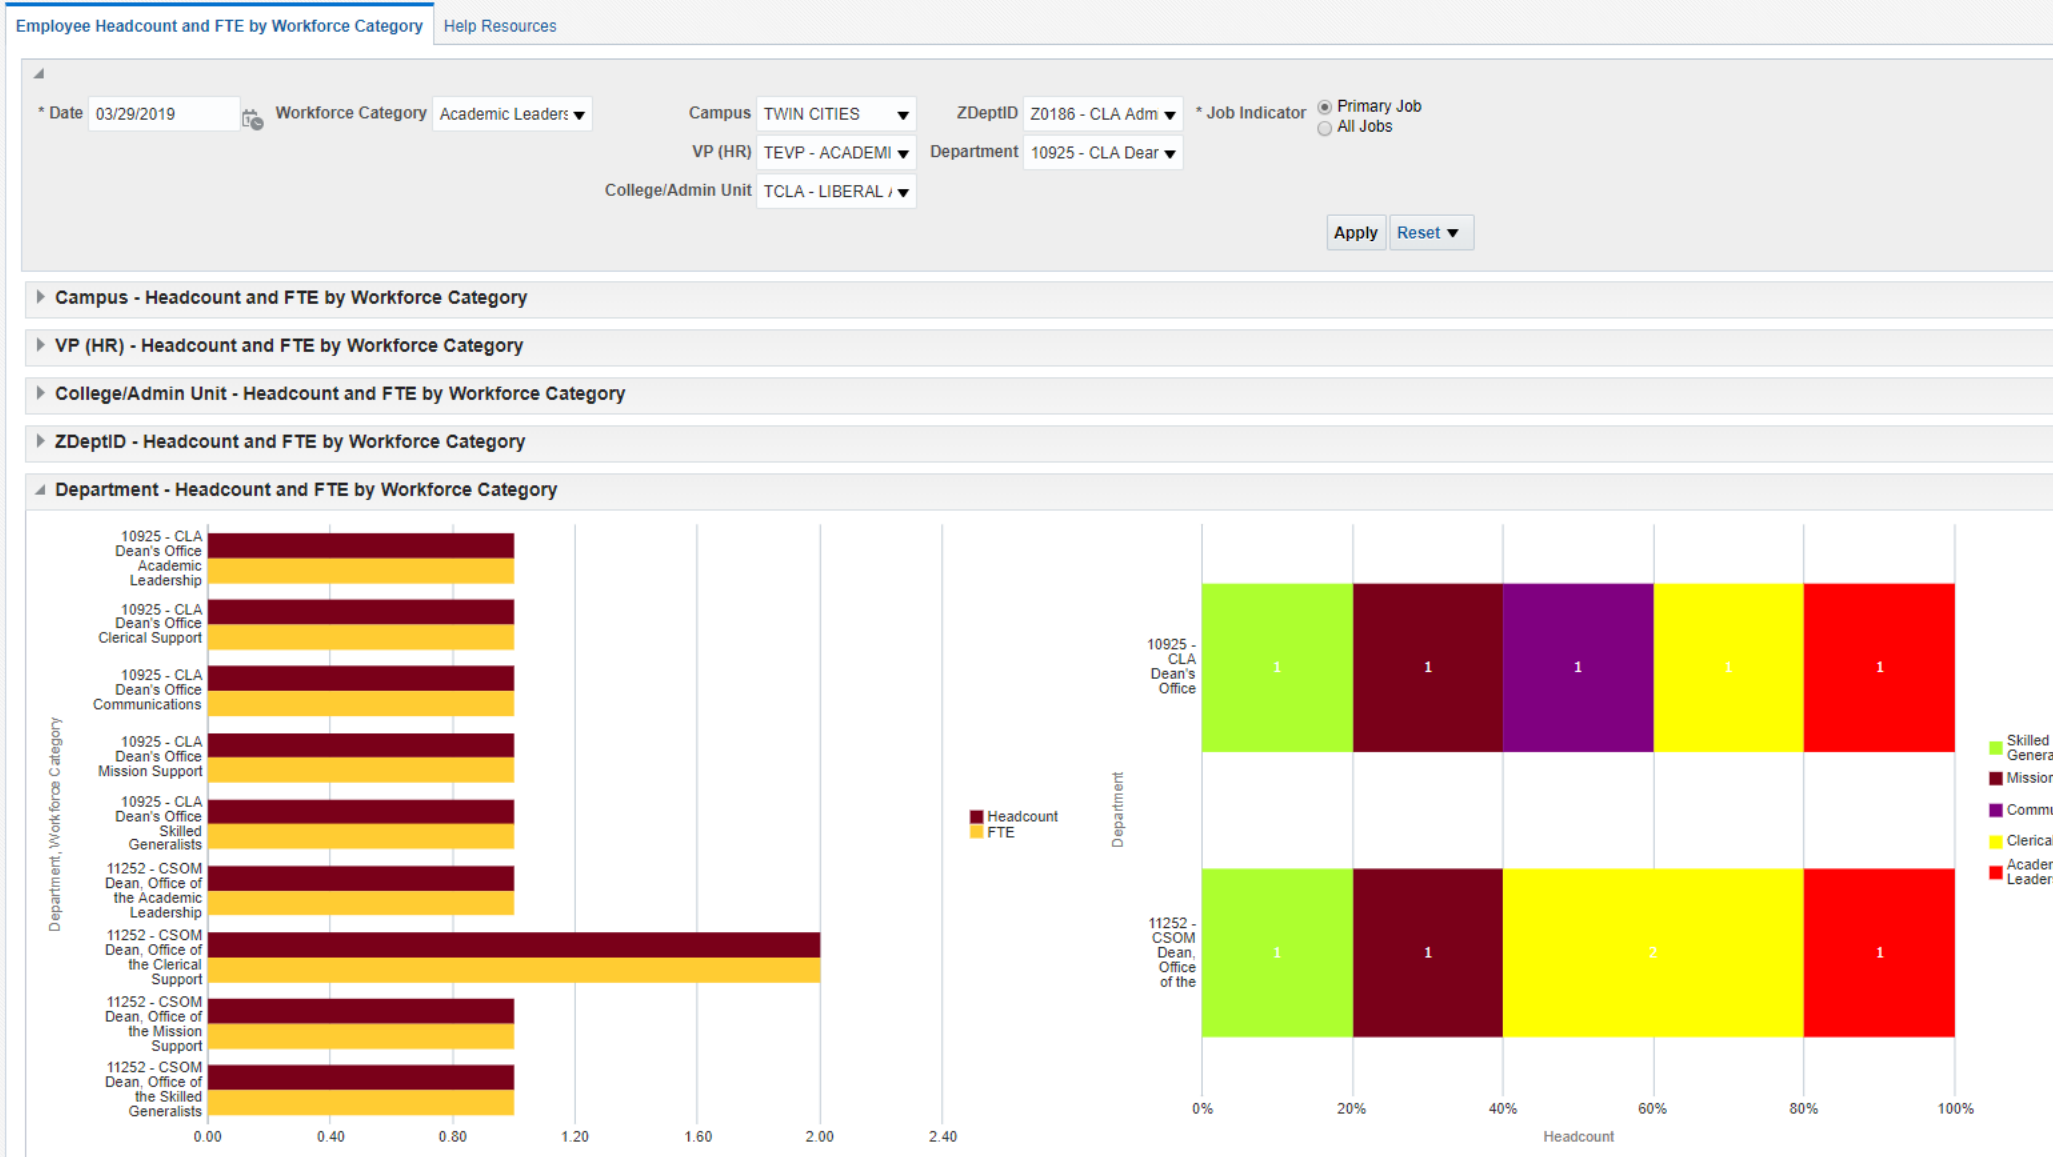 Employee Headcount and FTE by Workforce Category
Help Resources
* Date
03/29/2019
Workforce Category
Academic Leaders
Campus
TWIN CITIES
ZDeptID
Z0186 - CLA Adm
* Job Indicator
Primary Job
All Jobs
VP (HR)
TEVP - ACADEMI
Department
10925 - CLA Dear
College/Admin Unit
TCLA - LIBERAL
Apply
Reset
Campus - Headcount and FTE by Workforce Category
VP (HR) - Headcount and FTE by Workforce Category
College/Admin Unit - Headcount and FTE by Workforce Category
ZDeptID - Headcount and FTE by Workforce Category
Department - Headcount and FTE by Workforce Category
Department, Workforce Category
10925 - CLA
Dean's Office
Academic
Leadership
10925 - CLA
Dean's Office
Clerical Support
10925 - CLA
Dean's Office
Communications
10925 - CLA
Dean's Office
Mission Support
10925 - CLA
Dean's Office
Skilled
Generalists
11252 - CSOM
Dean, Office of
the Academic
Leadership
11252 - CSOM
Dean, Office of
the Clerical
Support
11252 - CSOM
Dean, Office of
the Mission
Support
11252 - CSOM
Dean, Office of
the Skilled
Generalists
0.00
0.40
0.80
1.20
1.60
2.00
2.40
Headcount
FTE
Department
10925 -
CLA
Dean's
Office
1
1
1
1
1
11252 -
CSOM
Dean,
Office
of the
1
1
2
1
0%
20%
40%
60%
80%
100%
Headcount
Skilled
Genera
Mission
Commu
Clerical
Acader
Leader